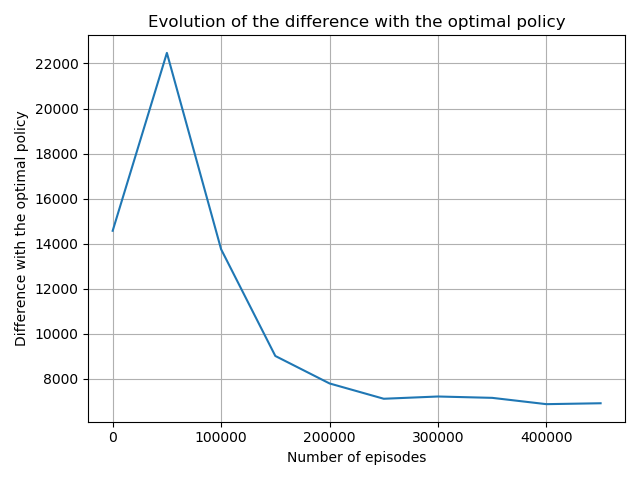 Evolution of the difference with the optimal policy
22000
20000
18000
16000
14000
12000
10000
8000
Difference with the optimal policy
0 100000 200000 300000 400000
Number of episodes